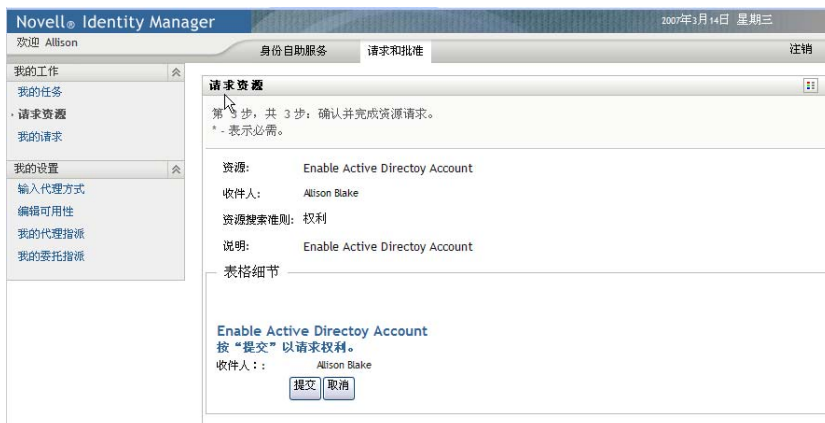 Novell® Identity Manager
2007年3月14日 星期三
欢迎 Allison
身份自助服务 请求和批准 注销
我的工作
我的任务
请求资源
我的请求
我的设置
输入代理方式
编辑可用性
我的代理指派
我的委托指派
请求资源
第 3 步，共 3 步：确认并完成资源请求。
* - 表示必需。
资源: Enable Active Directoy Account
收件人: Allison Blake
资源搜索准则: 权利
说明: Enable Active Directoy Account
表格细节
Enable Active Directoy Account
按“提交”以请求权利。
收件人：: Allison Blake
提交 取消